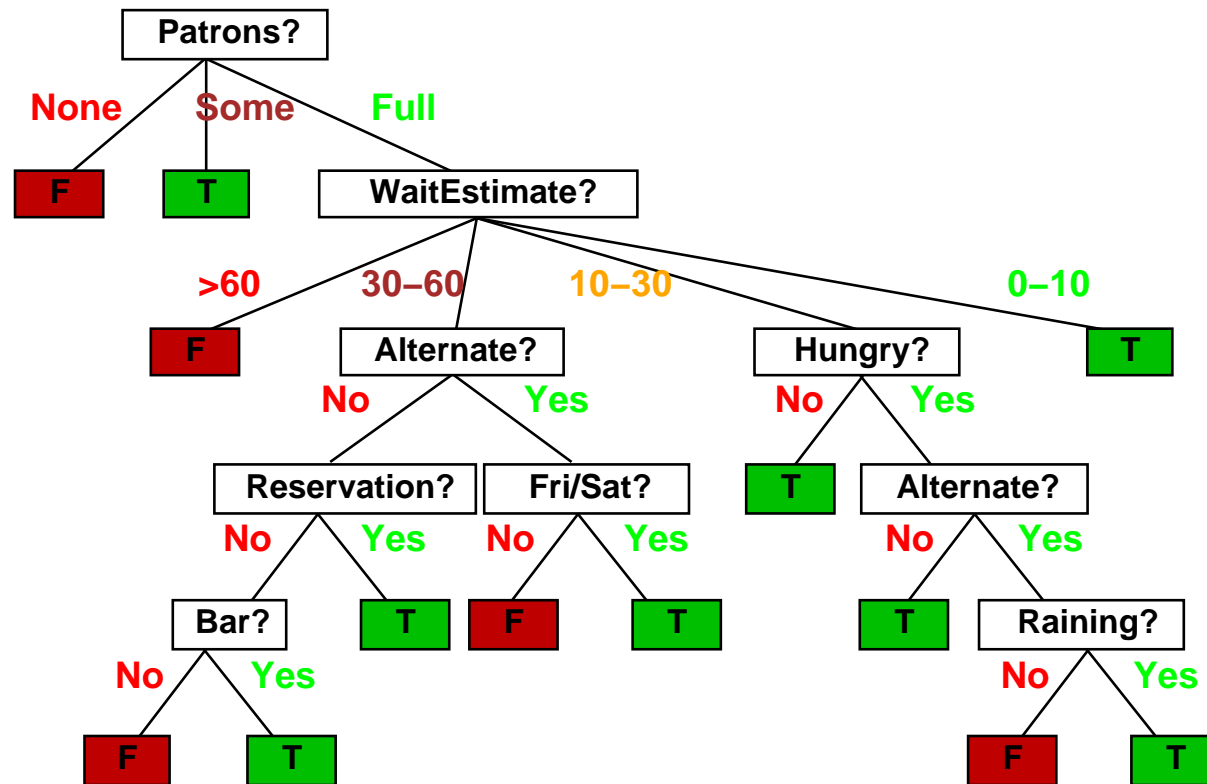 Patrons?
None Some Full
F T WaitEstimate?
>60 30–60 10–30 0–10
F Alternate? Hungry? T
No Yes No Yes
Reservation? Fri/Sat? T Alternate?
No Yes No Yes No Yes
Bar? T F T T Raining?
No Yes No Yes
F T F T